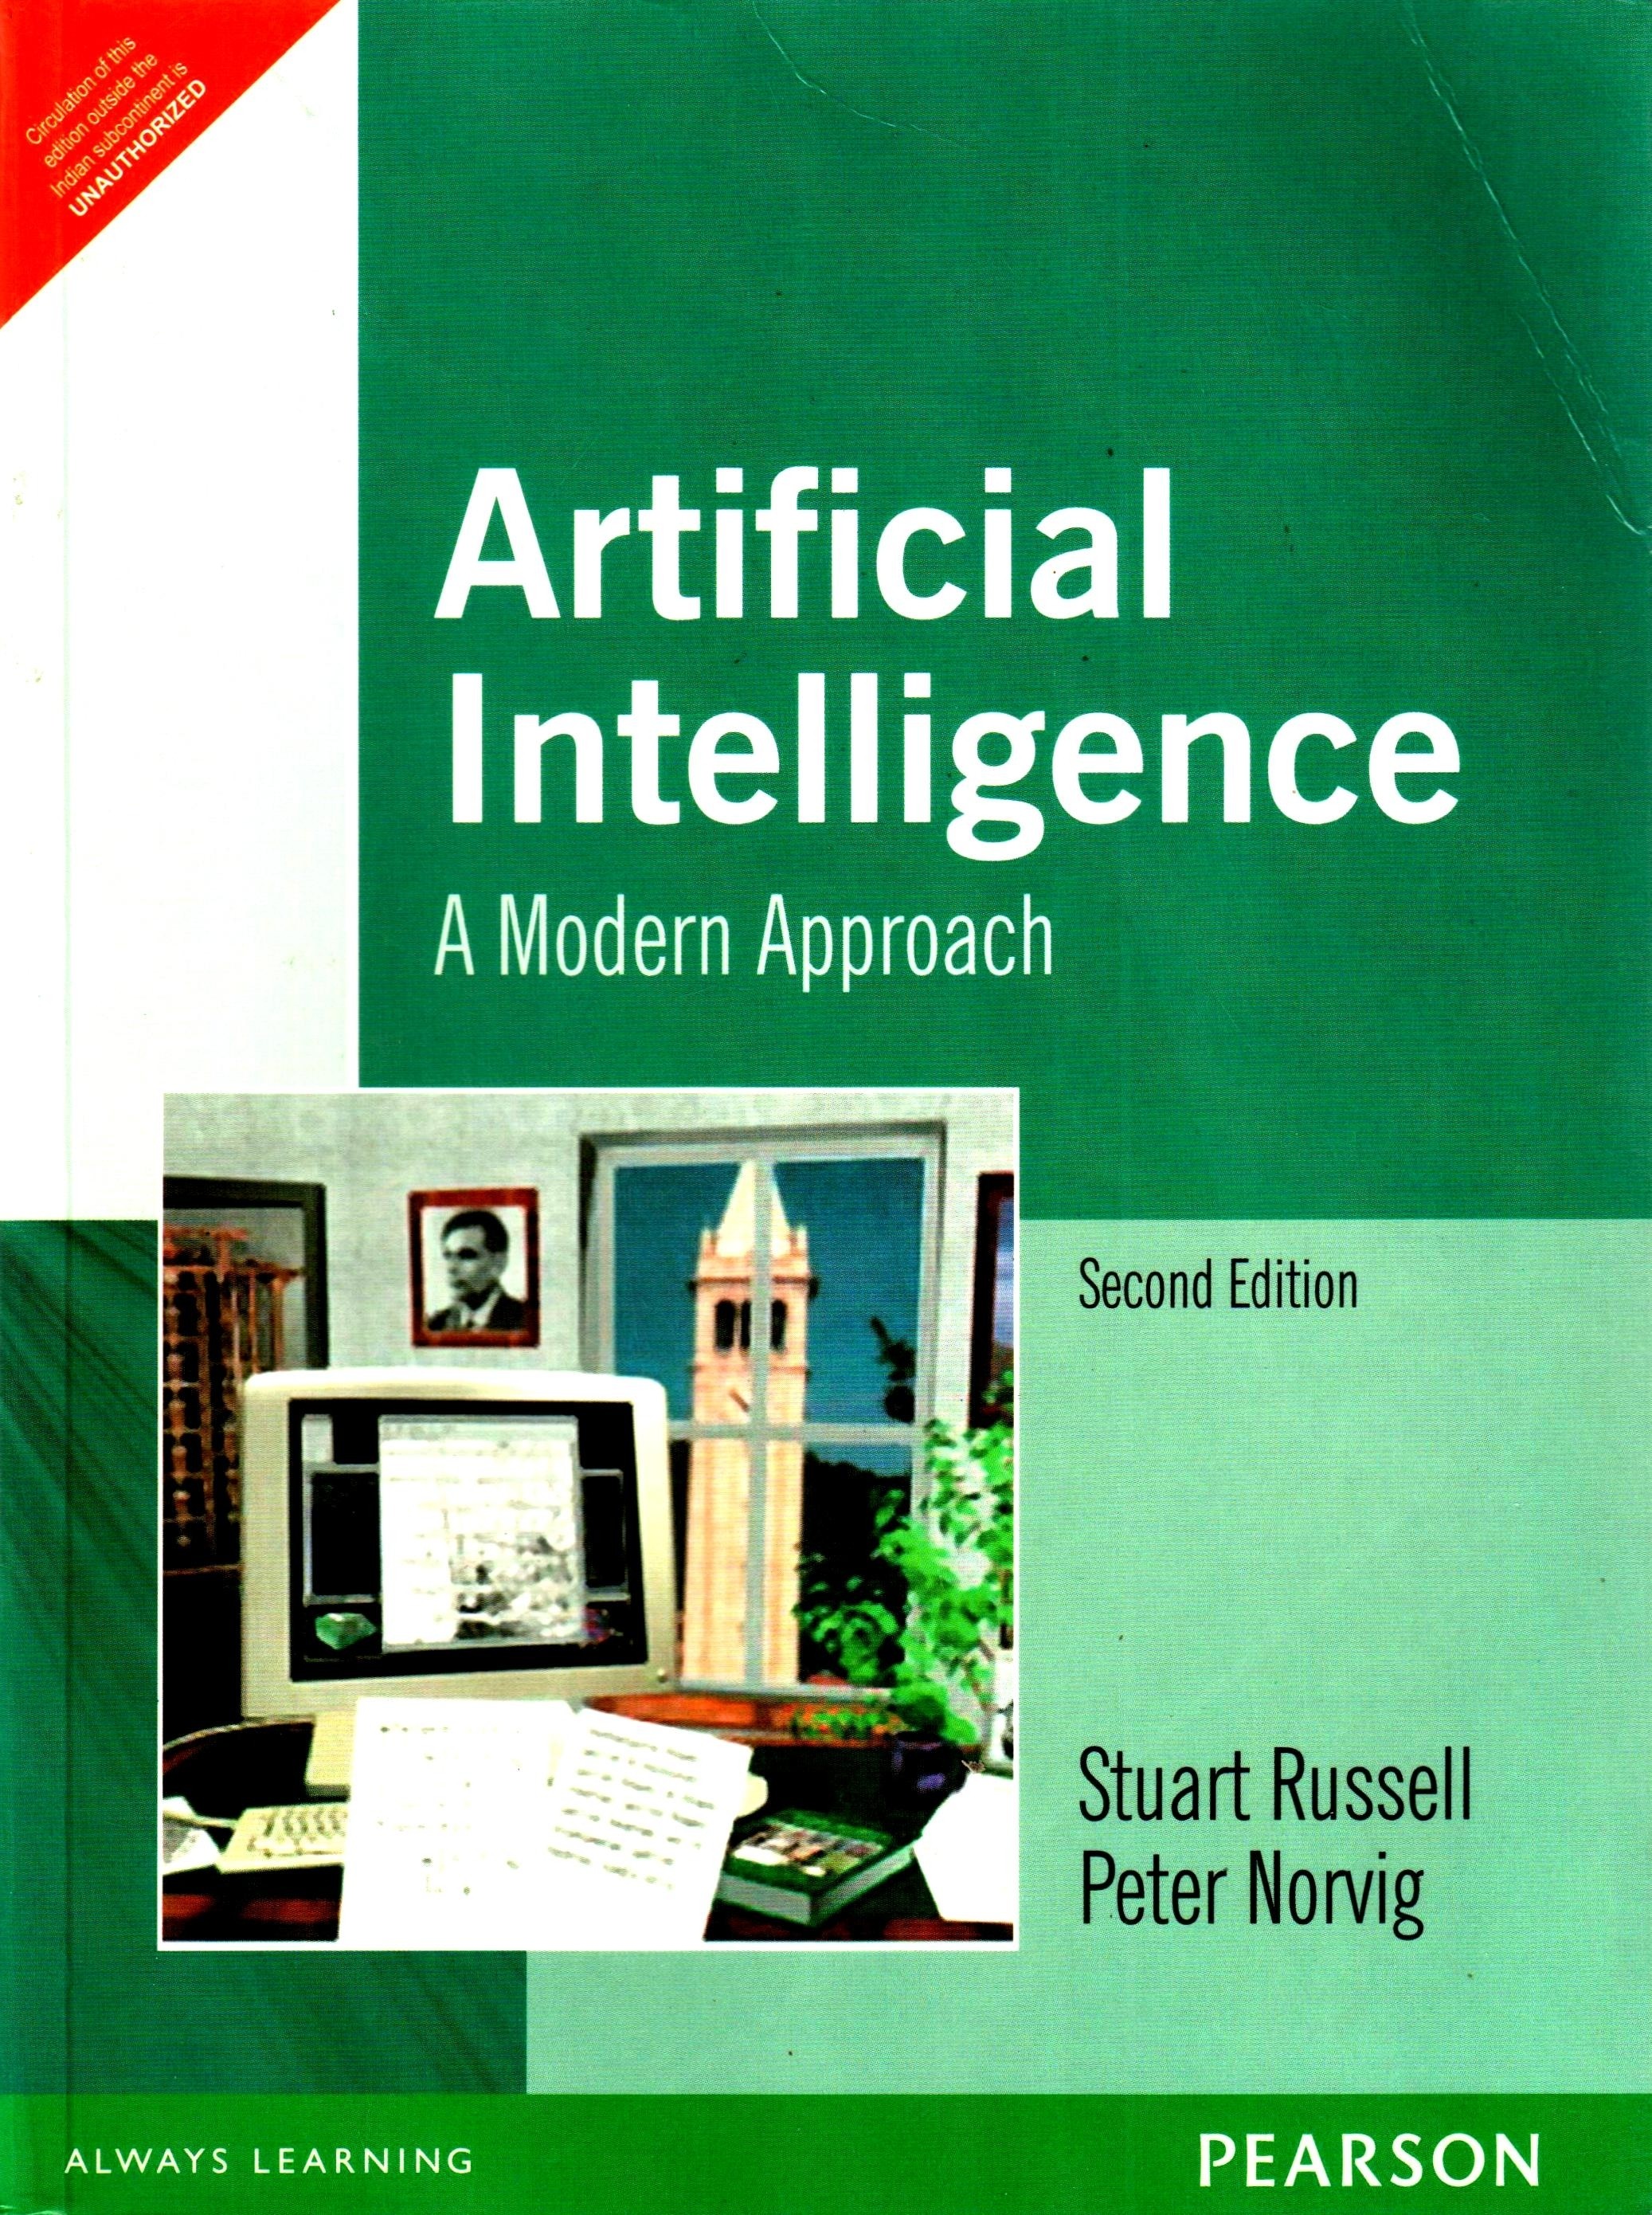 Circulation of this
edition outside the
Indian subcontinent is
UNAUTHORIZED
Artificial
Intelligence
A Modern Approach
Second Edition
Stuart Russell
Peter Norvig
ALWAYS LEARNING
PEARSON